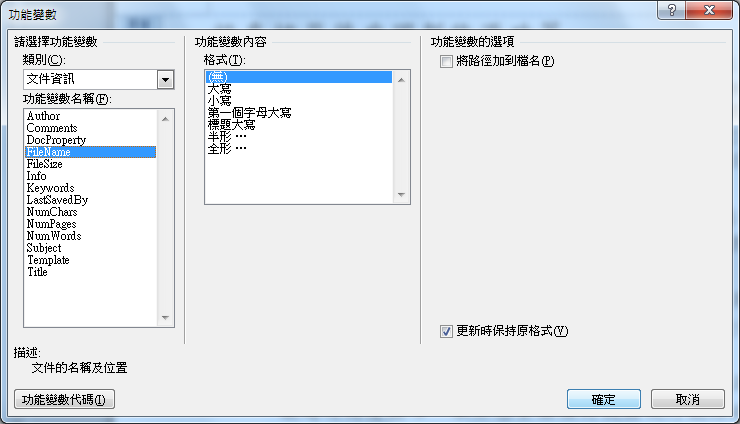 功能變數
請選擇功能變數
類別(C):
文件資訊
功能變數名稱(F):
Author
Comments
DocProperty
FileName
FileSize
Info
Keywords
LastSavedBy
NumChars
NumPages
NumWords
Subject
Template
Title
功能變數內容
格式(T):
(無)
大寫
小寫
第一個字母大寫
標題大寫
半形 …
全形 …
功能變數的選項
將路徑加到檔名(P)
更新時保持原格式(V)
描述:
文件的名稱及位置
功能變數代碼(I)
確定
取消